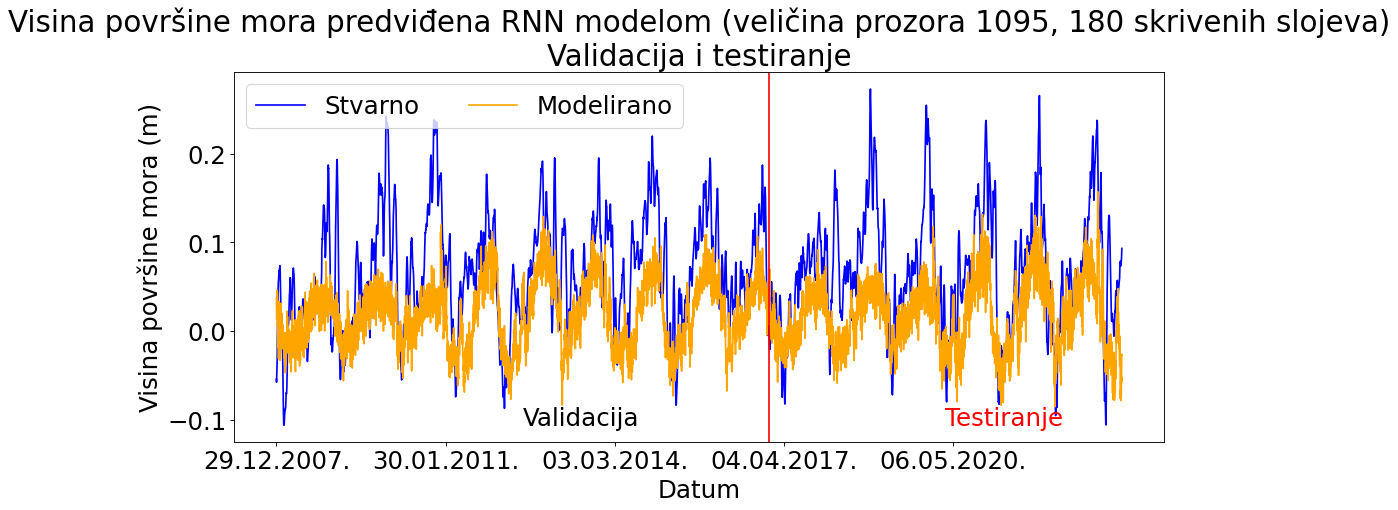 Visina površine mora predviđena RNN modelom (veličina prozora 1095, 180 skrivenih slojeva)
Validacija i testiranje
Stvarno
Modelirano
Visina površine mora (m)
0.2
0.1
0.0
−0.1
Validacija
Testiranje
29.12.2007.
30.01.2011.
03.03.2014.
04.04.2017.
06.05.2020.
Datum